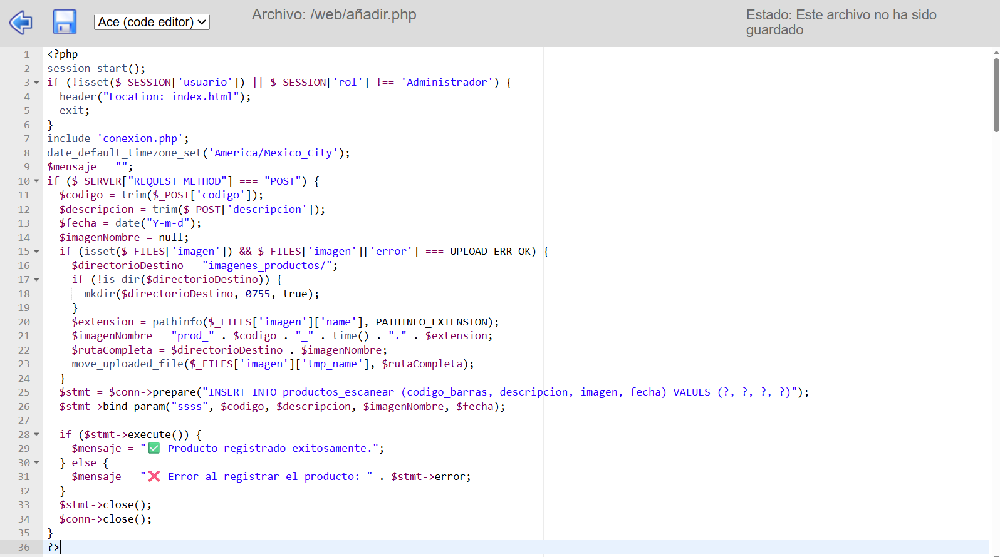 Ace (code editor)
Archivo: /web/añadir.php
Estado: Este archivo no ha sido
guardado
1 <?php
2 session_start();
3 if (!isset($_SESSION['usuario']) || $_SESSION['rol'] !== 'Administrador') {
4   header("Location: index.html");
5   exit;
6 }
7 include 'conexion.php';
8 date_default_timezone_set('America/Mexico_City');
9 $mensaje = "";
10 if ($_SERVER["REQUEST_METHOD"] === "POST") {
11   $codigo = trim($_POST['codigo']);
12   $descripcion = trim($_POST['descripcion']);
13   $fecha = date("Y-m-d");
14   $imagenNombre = null;
15   if (isset($_FILES['imagen']) && $_FILES['imagen']['error'] === UPLOAD_ERR_OK) {
16     $directorioDestino = "imagenes_productos/";
17     if (!is_dir($directorioDestino)) {
18       mkdir($directorioDestino, 0755, true);
19     }
20     $extension = pathinfo($_FILES['imagen']['name'], PATHINFO_EXTENSION);
21     $imagenNombre = "prod_" . $codigo . "_" . time() . "." . $extension;
22     $rutaCompleta = $directorioDestino . $imagenNombre;
23     move_uploaded_file($_FILES['imagen']['tmp_name'], $rutaCompleta);
24   }
25   $stmt = $conn->prepare("INSERT INTO productos_escanear (codigo_barras, descripcion, imagen, fecha) VALUES (?, ?, ?, ?)");
26   $stmt->bind_param("ssss", $codigo, $descripcion, $imagenNombre, $fecha);
27
28   if ($stmt->execute()) {
29     $mensaje = "✅ Producto registrado exitosamente.";
30   } else {
31     $mensaje = "❌ Error al registrar el producto: " . $stmt->error;
32   }
33   $stmt->close();
34   $conn->close();
35 }
36 ?>